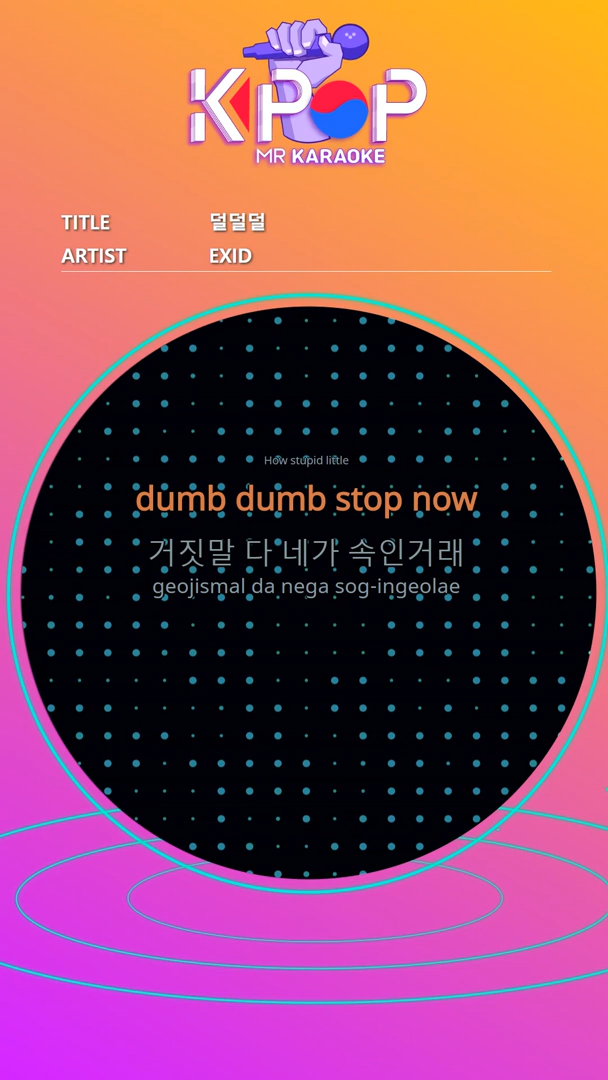 KPOP
MR KARAOKE
TITLE 덜덜덜
ARTIST EXID
How stupid little
dumb dumb stop now
거짓말 다 네가 속인거래
geojismal da nega sog-ingeolae